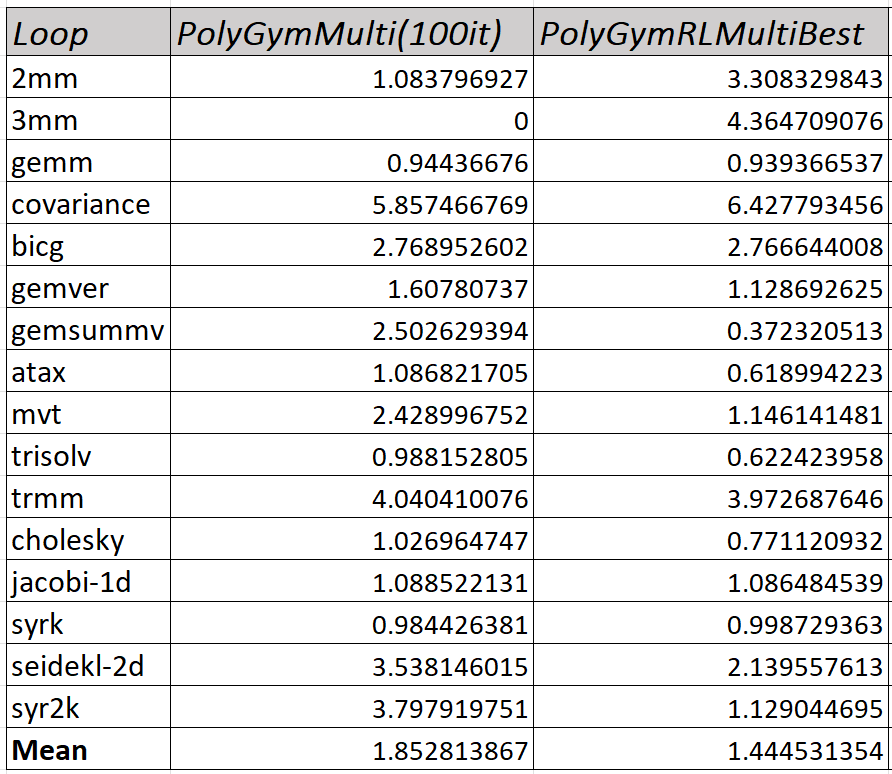 Loop PolyGymMulti(100it) PolyGymRLMultiBest
2mm 1.083796927 3.308329843
3mm 0 4.364709076
gemm 0.94436676 0.939366537
covariance 5.857466769 6.427793456
bicg 2.768952602 2.766644008
gemver 1.60780737 1.128692625
gemsummv 2.502629394 0.372320513
atax 1.086821705 0.618994223
mvt 2.428996752 1.146141481
trisolv 0.988152805 0.622423958
trmm 4.040410076 3.972687646
cholesky 1.026964747 0.771120932
jacobi-1d 1.088522131 1.086484539
syrk 0.984426381 0.998729363
seidekl-2d 3.538146015 2.139557613
syr2k 3.797919751 1.129044695
Mean 1.852813867 1.444531354